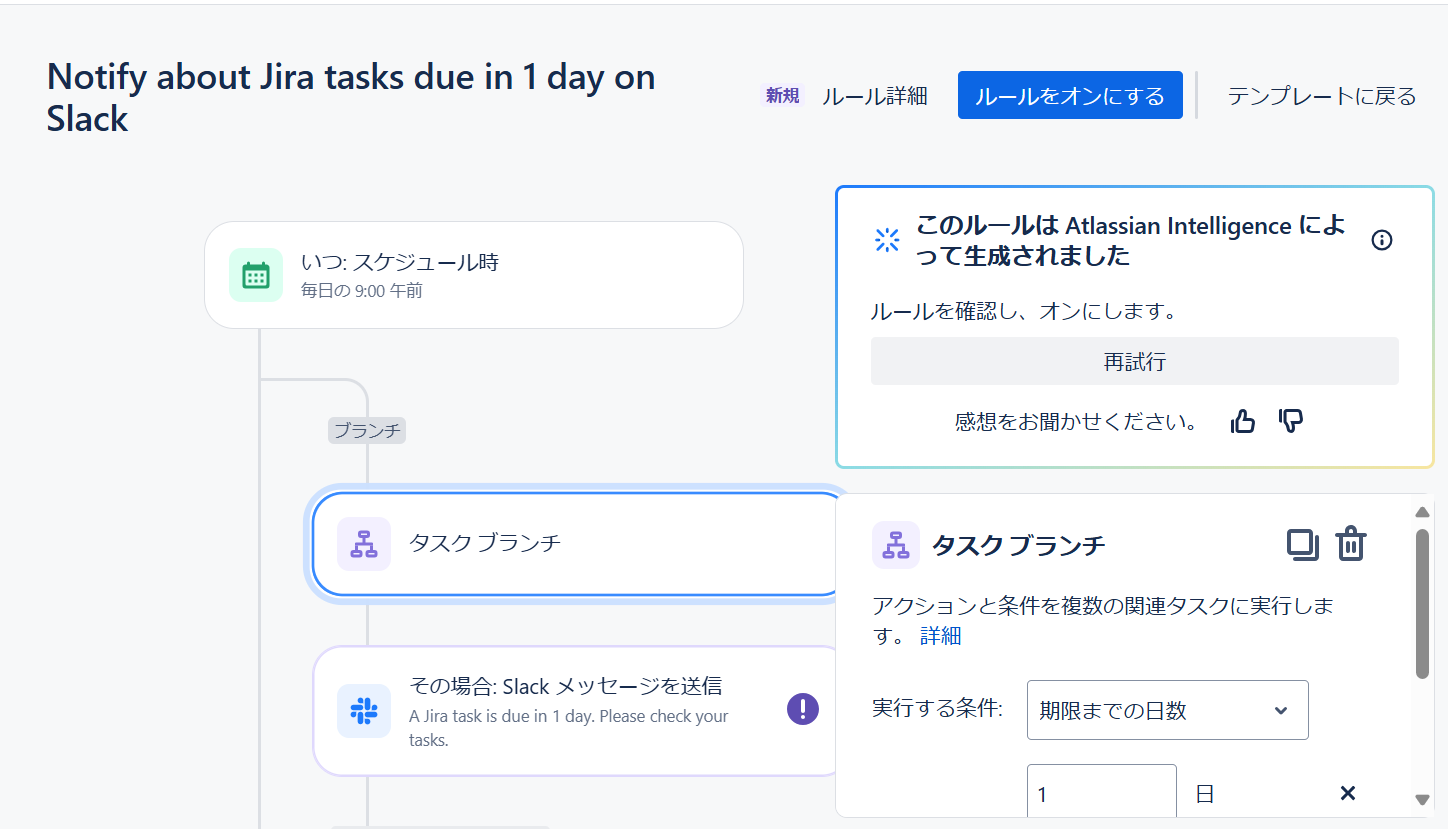 Notify about Jira tasks due in 1 day on
Slack
新規
ルール詳細
ルールをオンにする
テンプレートに戻る
いつ: スケジュール時
毎日の 9:00 午前
ブランチ
タスク ブランチ
その場合: Slack メッセージを送信
A Jira task is due in 1 day. Please check your
tasks.
このルールは Atlassian Intelligence によ
って生成されました
ルールを確認し、オンにします。
再試行
感想をお聞かせください。
タスク ブランチ
アクションと条件を複数の関連タスクに実行しま
す。 詳細
実行する条件:
期限までの日数
1
日